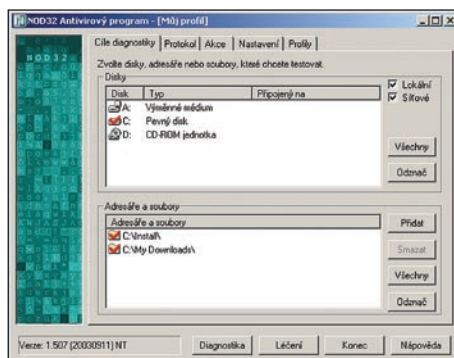 NOD32 Antivirový program - [Můj profil]
NOD32
Cíle diagnostiky Protokol Akce Nastavení Profily
Zvolte disky, adresáře nebo soubory, které chcete testovat.
Disky
Disk Typ Připojený na
A: Výměnné médium
C: Pevný disk
D: CD-ROM jednotka
Lokální
Síťové
Všechny
Odznač
Adresáře a soubory
Adresáře a soubory
C:\Install\
C:\My Downloads\
Přidat
Smazat
Všechny
Odznač
Verze: 1.507 (20030911) NT
Diagnostika Léčení Konec Nápověda